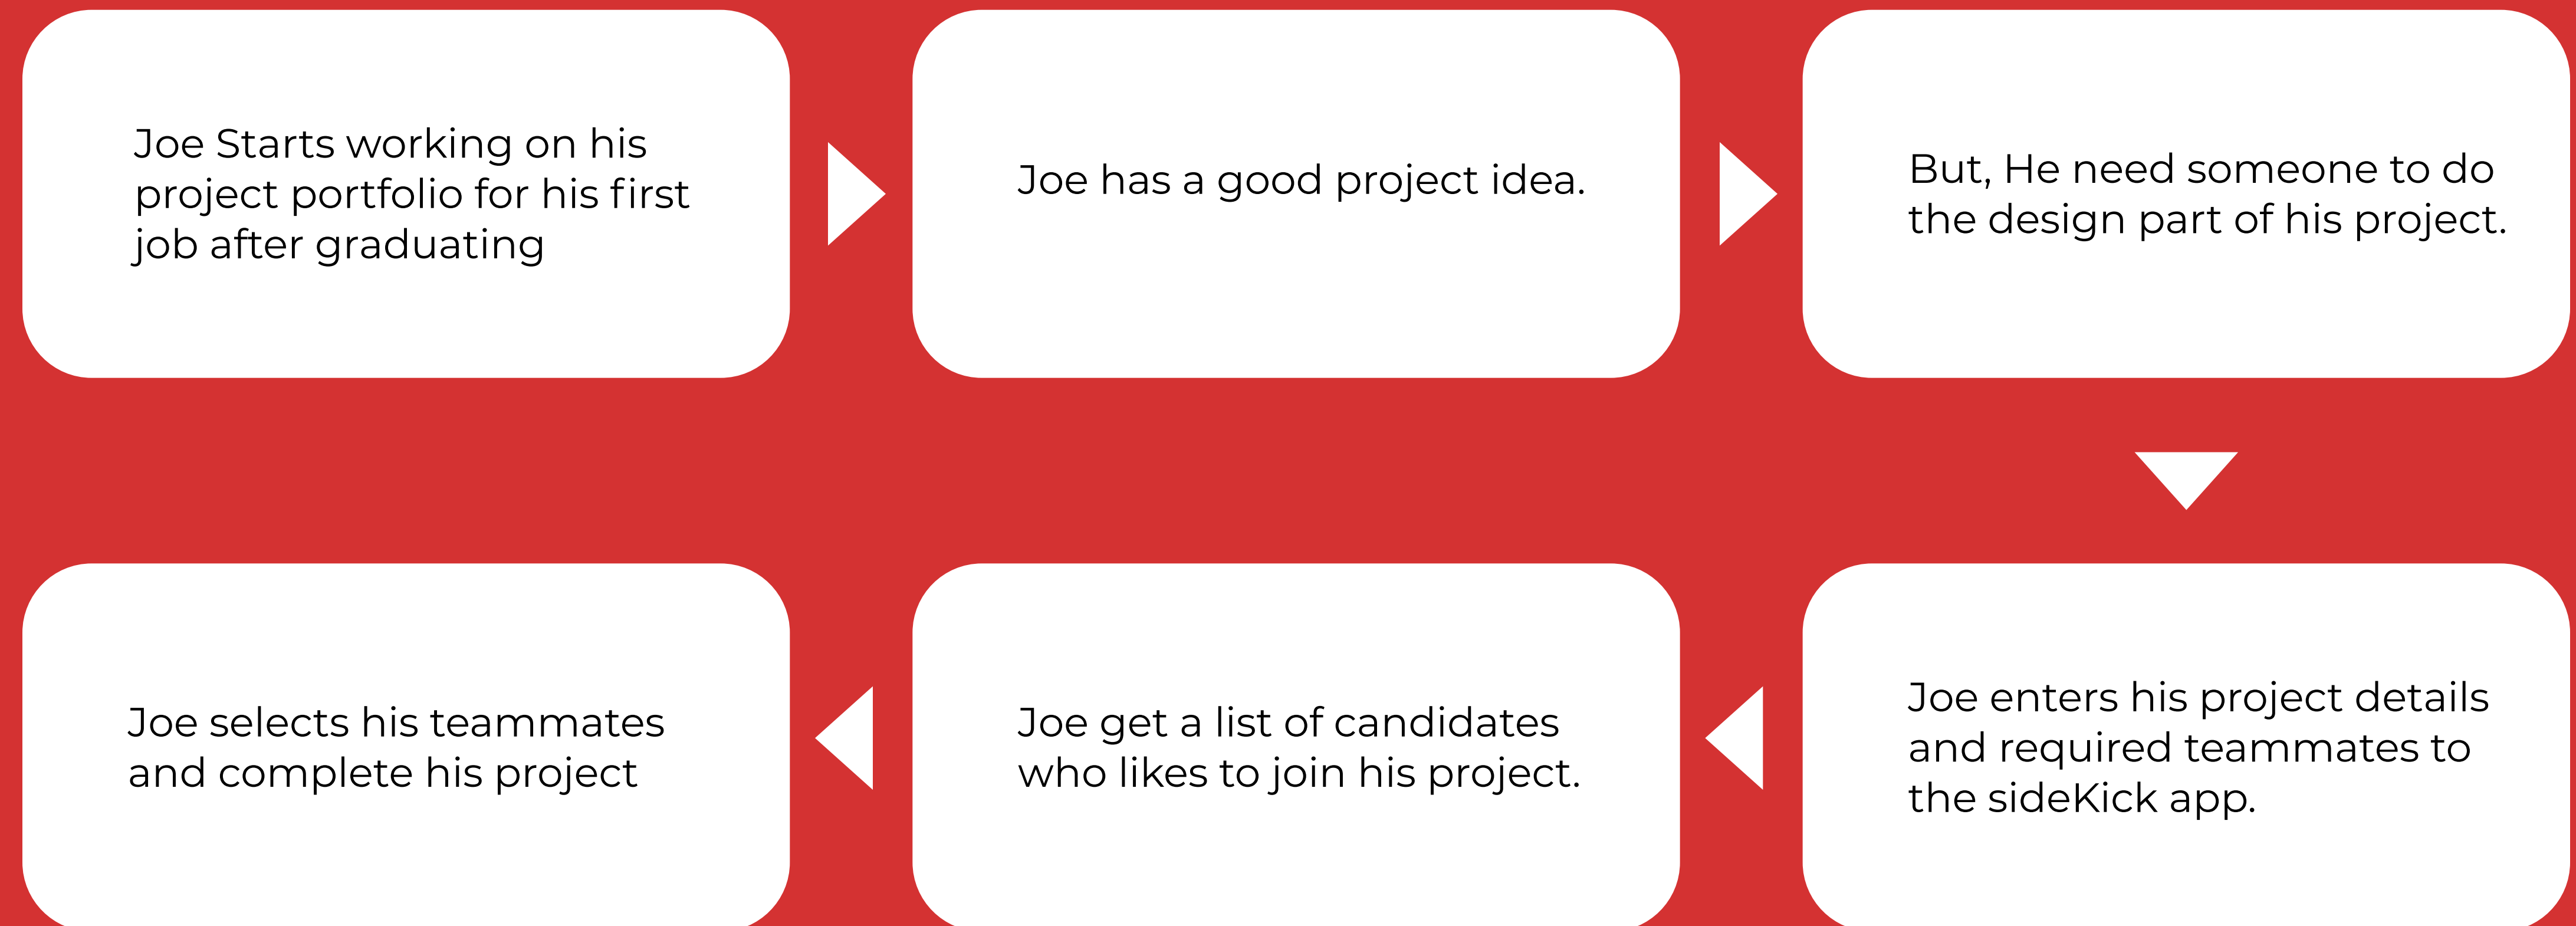 Joe Starts working on his
project portfolio for his first
job after graduating
Joe has a good project idea.
But, He need someone to do
the design part of his project.
Joe enters his project details
and required teammates to
the sideKick app.
Joe get a list of candidates
who likes to join his project.
Joe selects his teammates
and complete his project